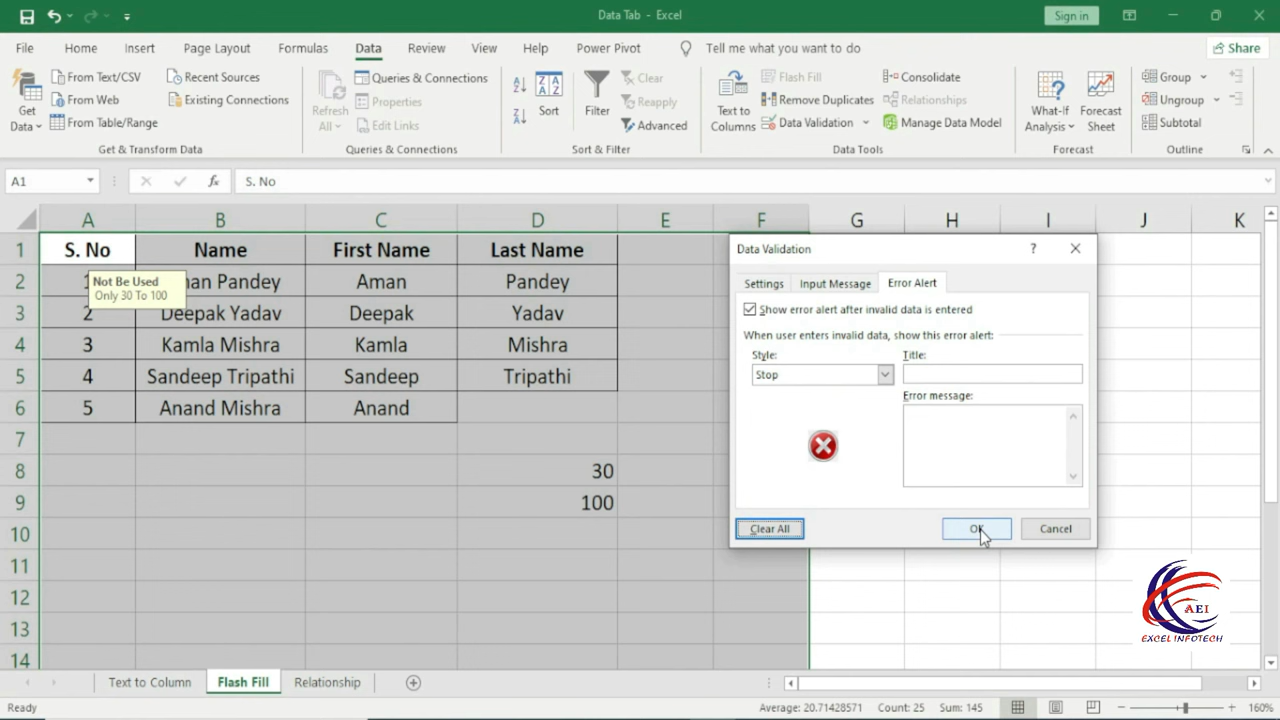 Data Tab - Excel
Sign in
File Home Insert Page Layout Formulas Data Review View Help Power Pivot Tell me what you want to do Share
Get Data
From Text/CSV
From Web
From Table/Range
Recent Sources
Existing Connections
Get & Transform Data
Refresh All
Queries & Connections
Properties
Edit Links
Queries & Connections
Sort
Filter
Clear
Reapply
Advanced
Sort & Filter
Text to Columns
Flash Fill
Remove Duplicates
Data Validation
Consolidate
Relationships
Manage Data Model
Data Tools
What-If Analysis
Forecast Sheet
Forecast
Group
Ungroup
Subtotal
Outline
A1 fx S. No
A B C D E F G H I J K
1 S. No Name First Name Last Name
2 1 Pandey Aman Pandey
3 2 Deepak Yadav Deepak Yadav
4 3 Kamla Mishra Kamla Mishra
5 4 Sandeep Tripathi Sandeep Tripathi
6 5 Anand Mishra Anand
7
8 30
9 100
10
11
12
13
14
Not Be Used
Only 30 To 100
Data Validation ?
Settings Input Message Error Alert
Show error alert after invalid data is entered
When user enters invalid data, show this error alert:
Style: Title:
Stop
Error message:
Clear All OK Cancel
AEI
EXCEL INFOTECH
Text to Column Flash Fill Relationship
Ready Average: 20.71428571 Count: 25 Sum: 145 160%